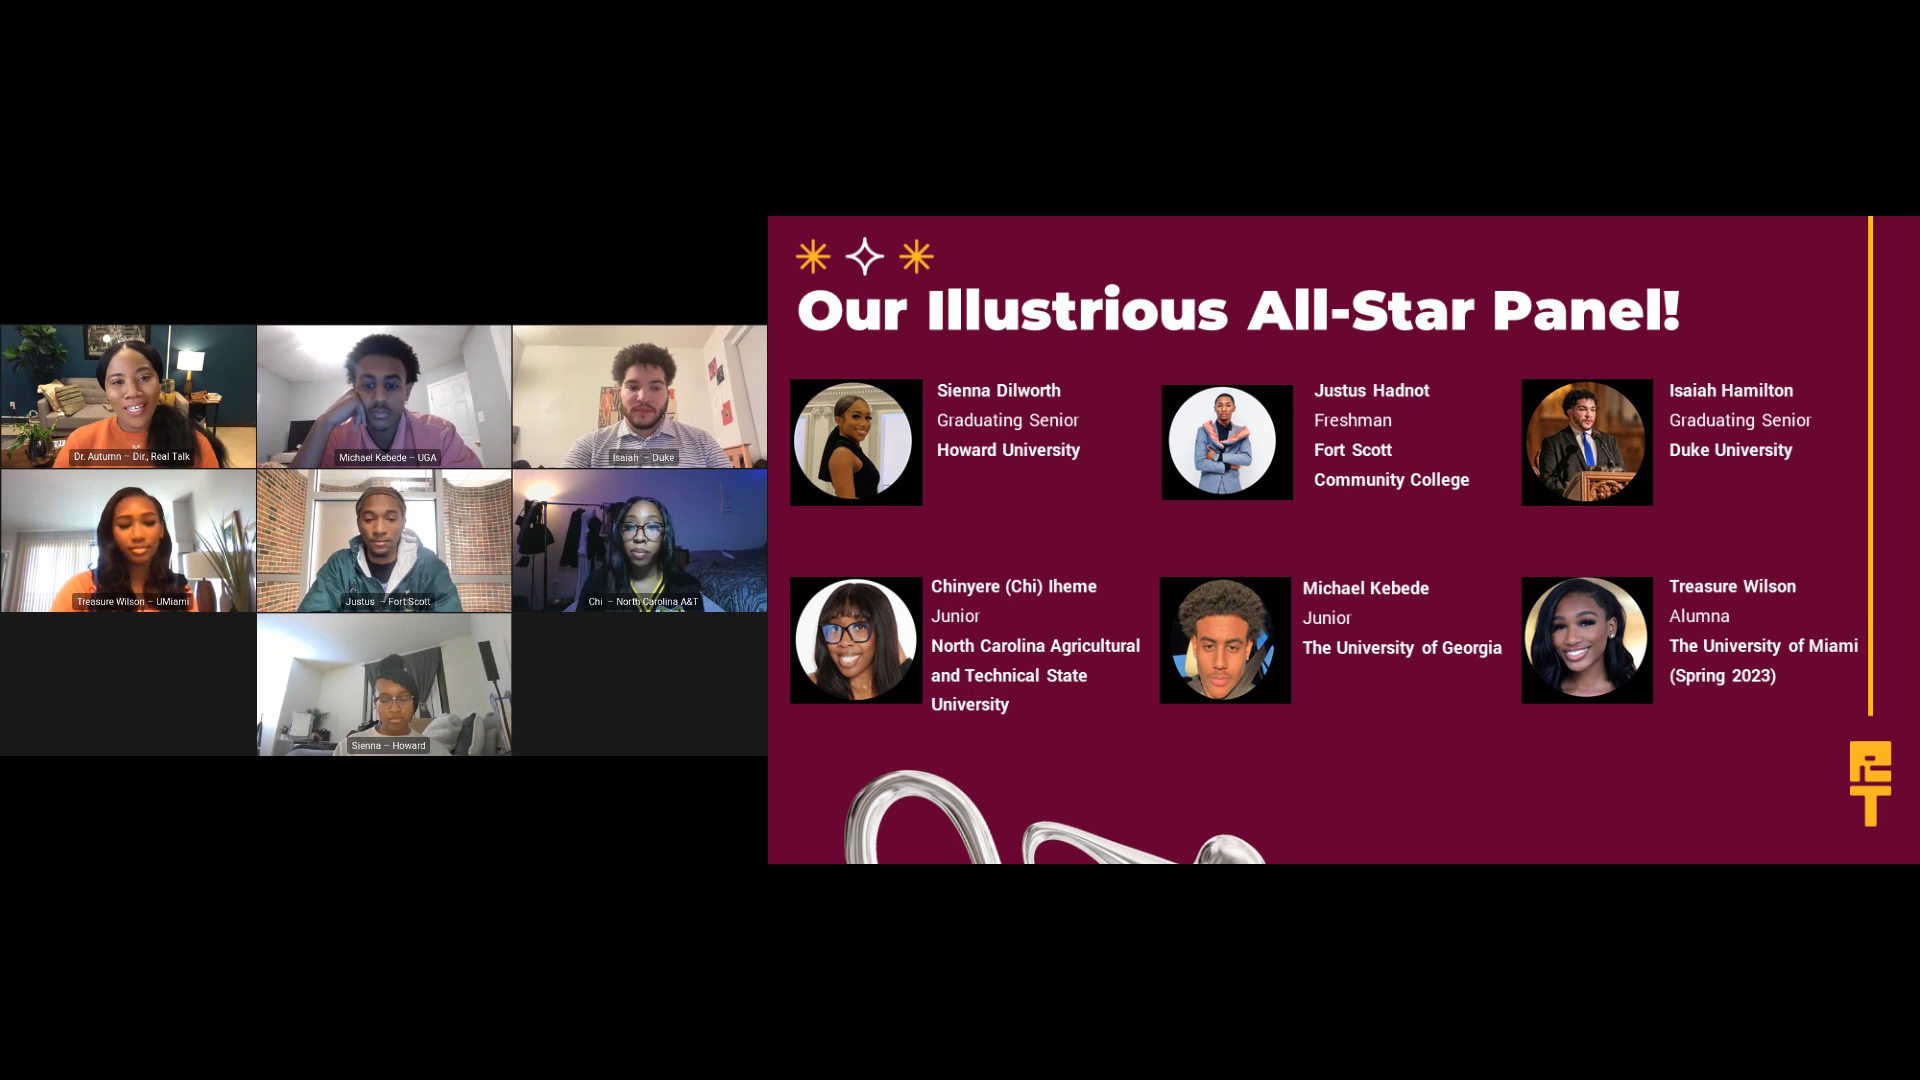 Dr. Autumn – Dir., Real Talk
Michael Kebede – UGA
Isaiah – Duke
Treasure Wilson – UMiami
Justus – Fort Scott
Chi – North Carolina A&T
Sienna – Howard
Our Illustrious All-Star Panel!
Sienna Dilworth
Graduating Senior
Howard University
Justus Hadnot
Freshman
Fort Scott
Community College
Isaiah Hamilton
Graduating Senior
Duke University
Chinyere (Chi) Iheme
Junior
North Carolina Agricultural
and Technical State
University
Michael Kebede
Junior
The University of Georgia
Treasure Wilson
Alumna
The University of Miami
(Spring 2023)
RT